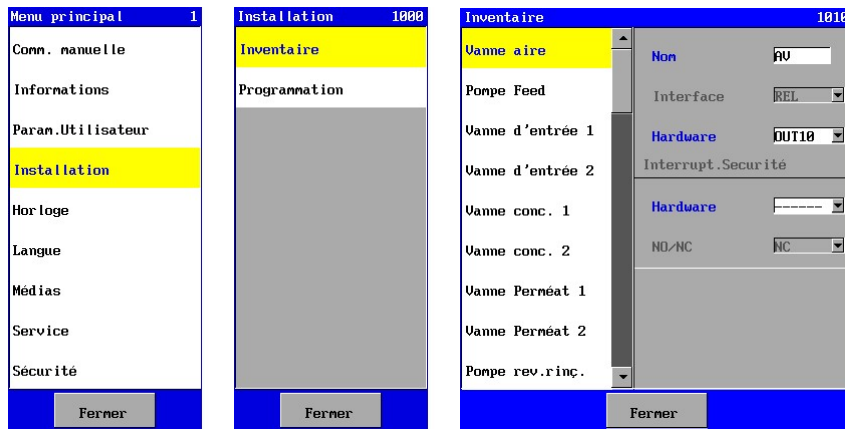 Menu principal 1
Comm. manuelle
Informations
Param.Utilisateur
Installation
Horloge
Langue
Médias
Service
Sécurité
Fermer
Installation 1000
Inventaire
Programmation
Fermer
Inventaire 1010
Vanne aire
Pompe Feed
Vanne d'entrée 1
Vanne d'entrée 2
Vanne conc. 1
Vanne conc. 2
Vanne Perméat 1
Vanne Perméat 2
Pompe rev.rinç.
Nom AV
Interface REL
Hardware OUT10
Interrupt.Securité
Hardware ------
NO/NC NC
Fermer